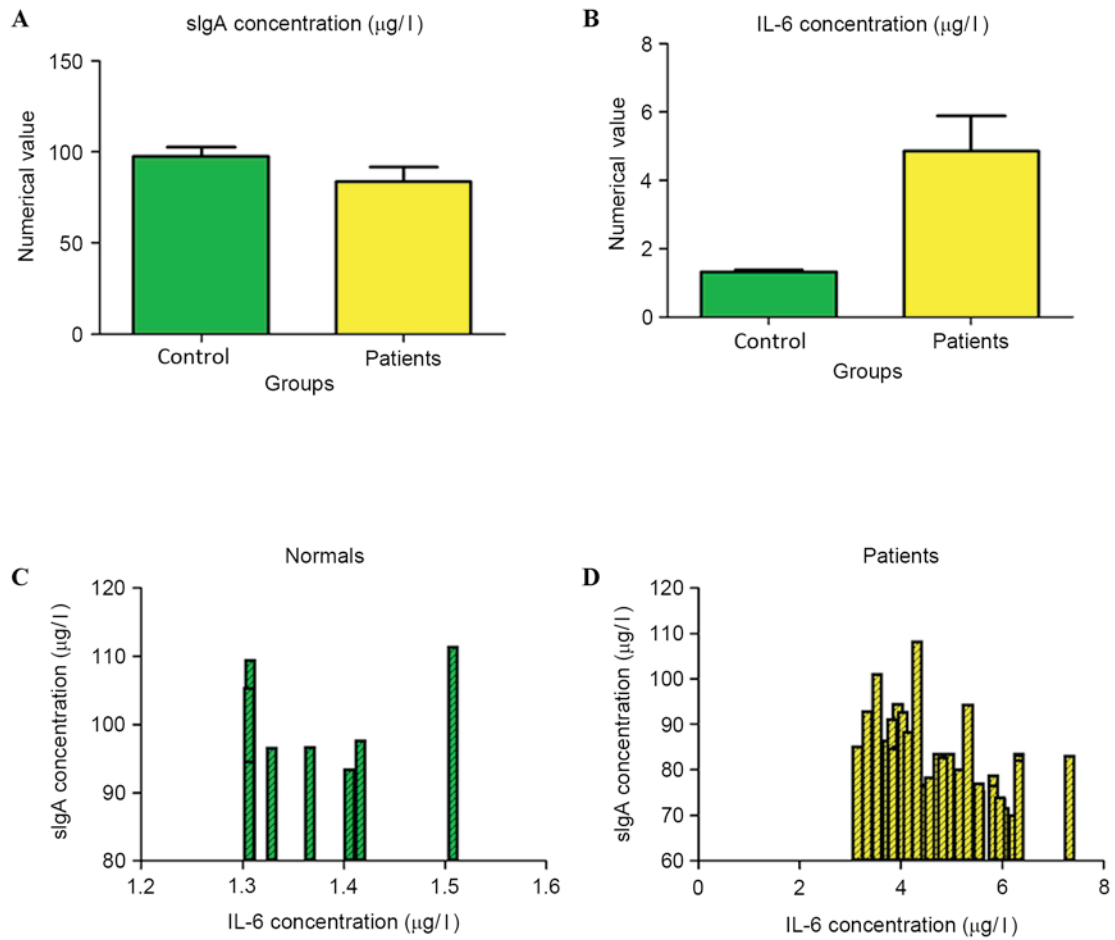 A
sIgA concentration (μg/l)
150
100
50
0
Numerical value
Control
Patients
Groups
B
IL-6 concentration (μg/l)
8
6
4
2
0
Numerical value
Control
Patients
Groups
C
Normals
120
110
100
90
80
sIgA concentration (μg/l)
1.2 1.3 1.4 1.5 1.6
IL-6 concentration (μg/l)
D
Patients
120
110
100
90
80
70
60
sIgA concentration (μg/l)
0 2 4 6 8
IL-6 concentration (μg/l)